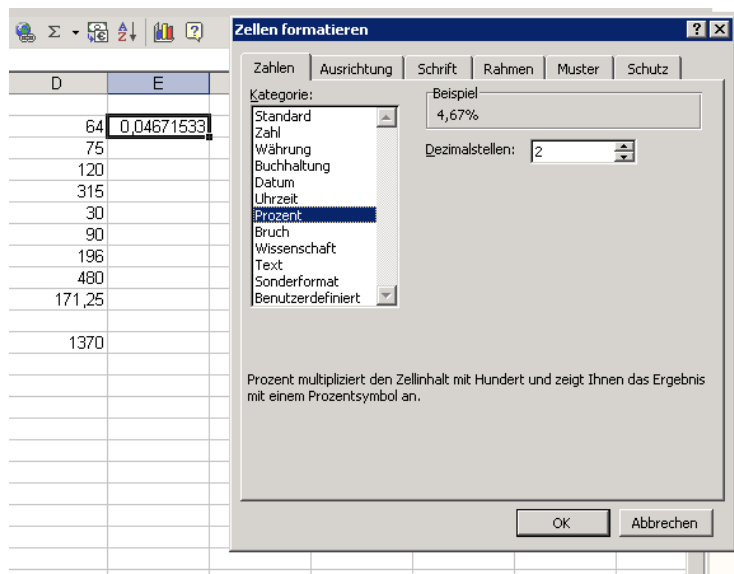 Zellen formatieren
Zahlen Ausrichtung Schrift Rahmen Muster Schutz
Kategorie:
Standard
Zahl
Währung
Buchhaltung
Datum
Uhrzeit
Prozent
Bruch
Wissenschaft
Text
Sonderformat
Benutzerdefiniert
Beispiel
4,67%
Dezimalstellen: 2
Prozent multipliziert den Zellinhalt mit Hundert und zeigt Ihnen das Ergebnis
mit einem Prozentsymbol an.
OK Abbrechen
D E
64 0,04671533
75
120
315
30
90
196
480
171,25
1370